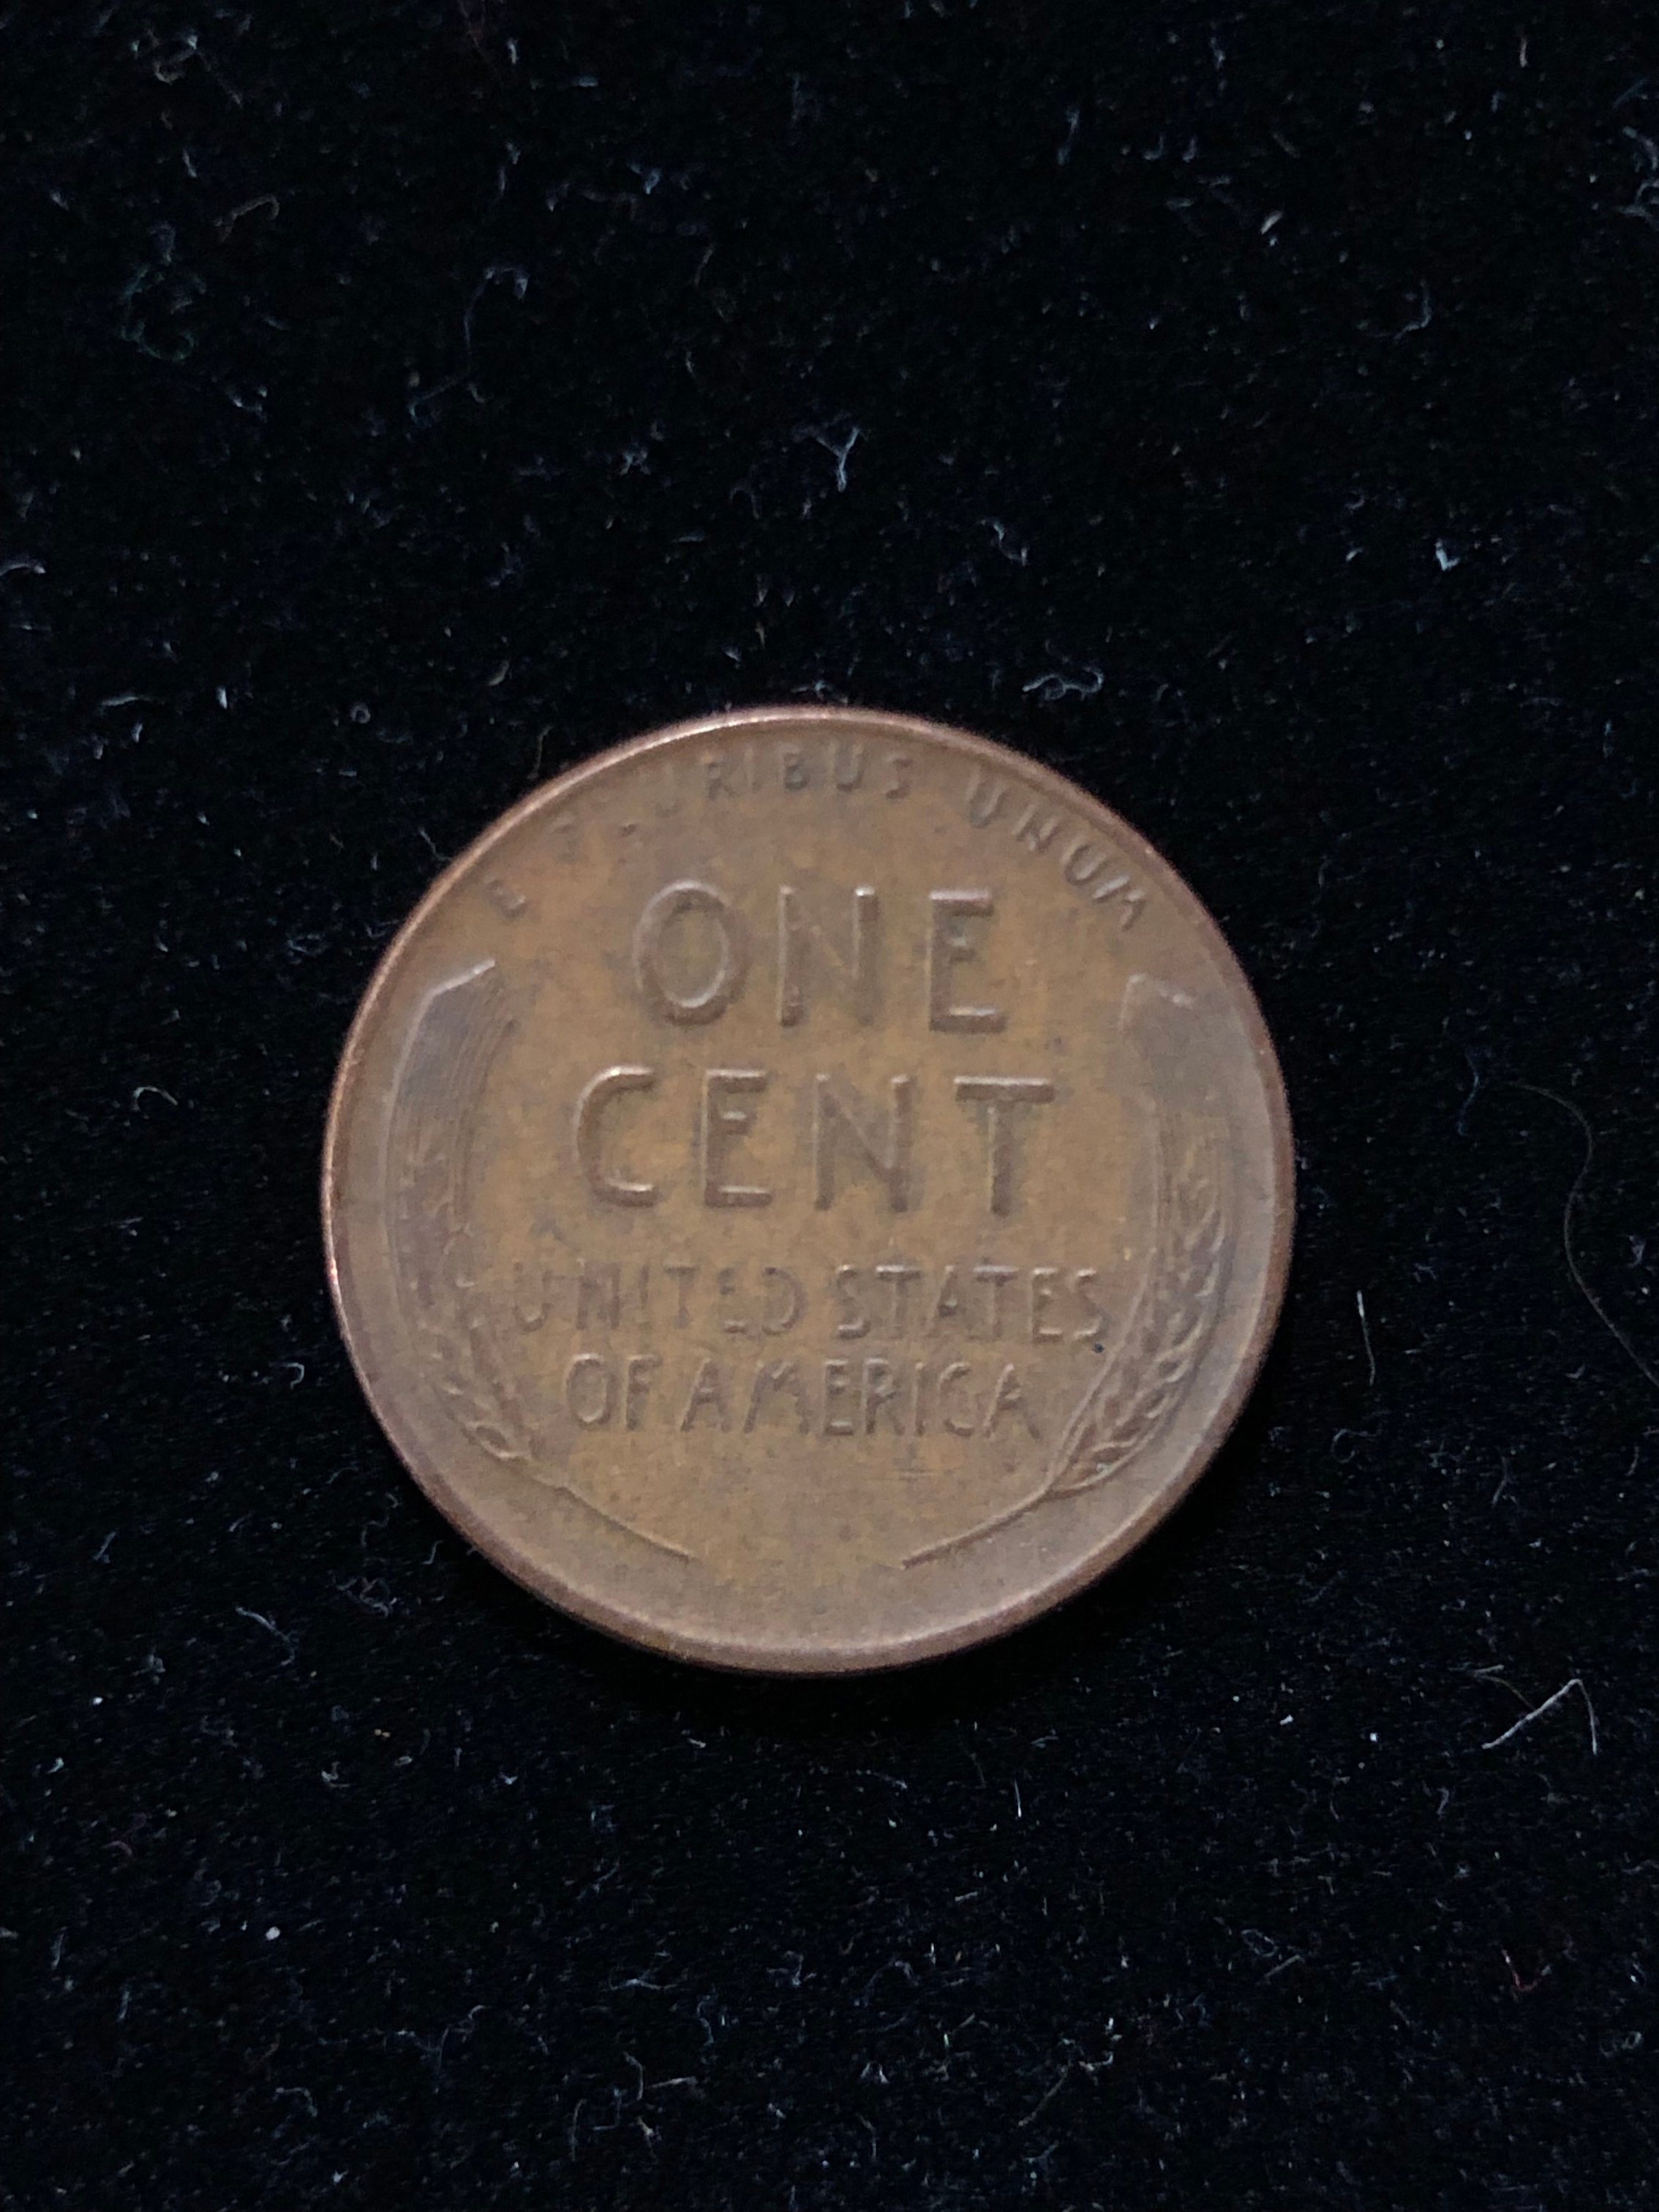 E PLURIBUS UNUM
ONE
CENT
UNITED STATES
OF AMERICA